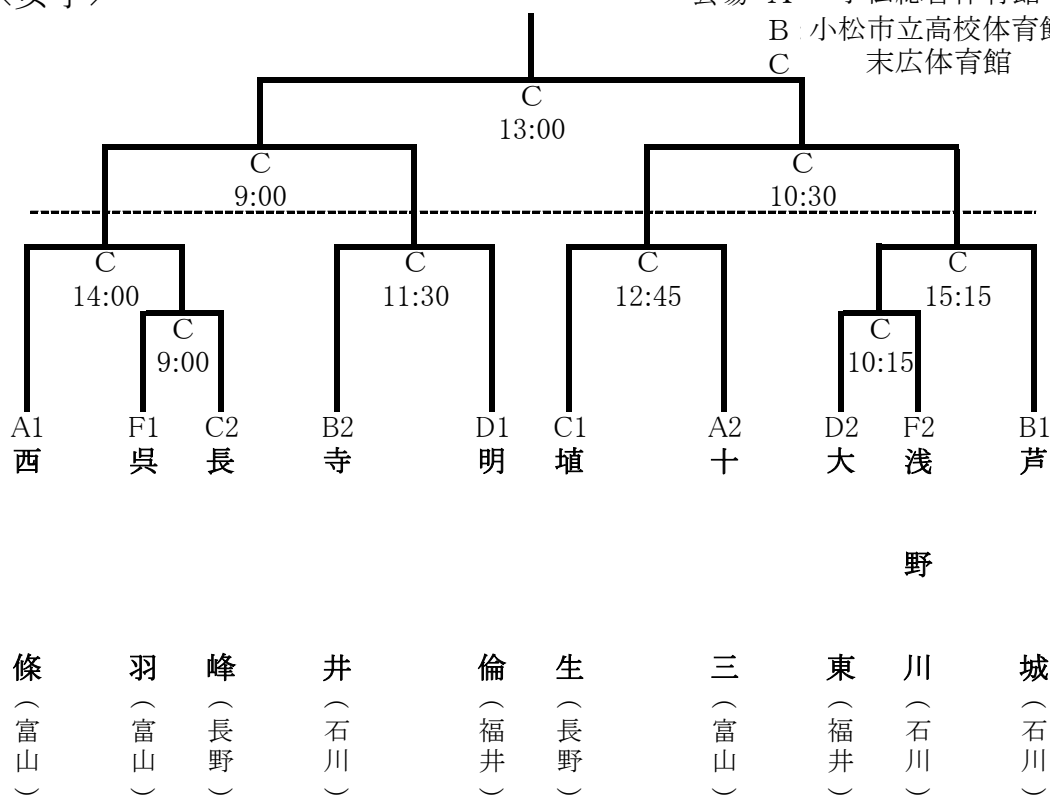 B 小松市立高校体育館
C 末広体育館
C
13:00
C
9:00
C
10:30
C
14:00
C
11:30
C
12:45
C
15:15
C
9:00
C
10:15
A1 F1 C2 B2 D1 C1 A2 D2 F2 B1
西條（富山）
呉羽（富山）
長峰（長野）
寺井（石川）
明倫（福井）
埴生（長野）
十三（富山）
大東（福井）
浅野川（石川）
芦城（石川）